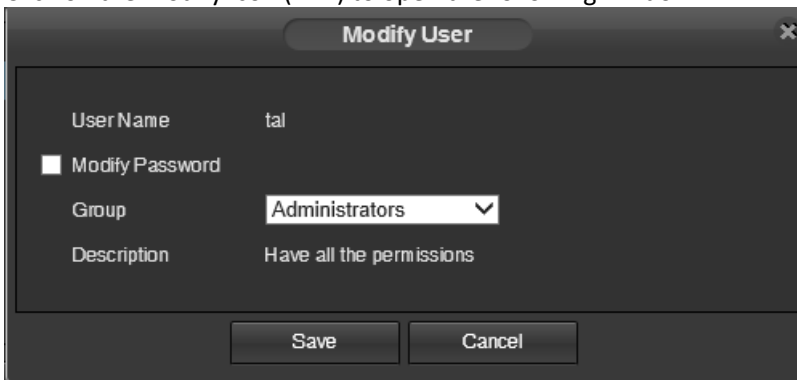 Modify User
User Name tal
Modify Password
Group Administrators
Description Have all the permissions
Save Cancel